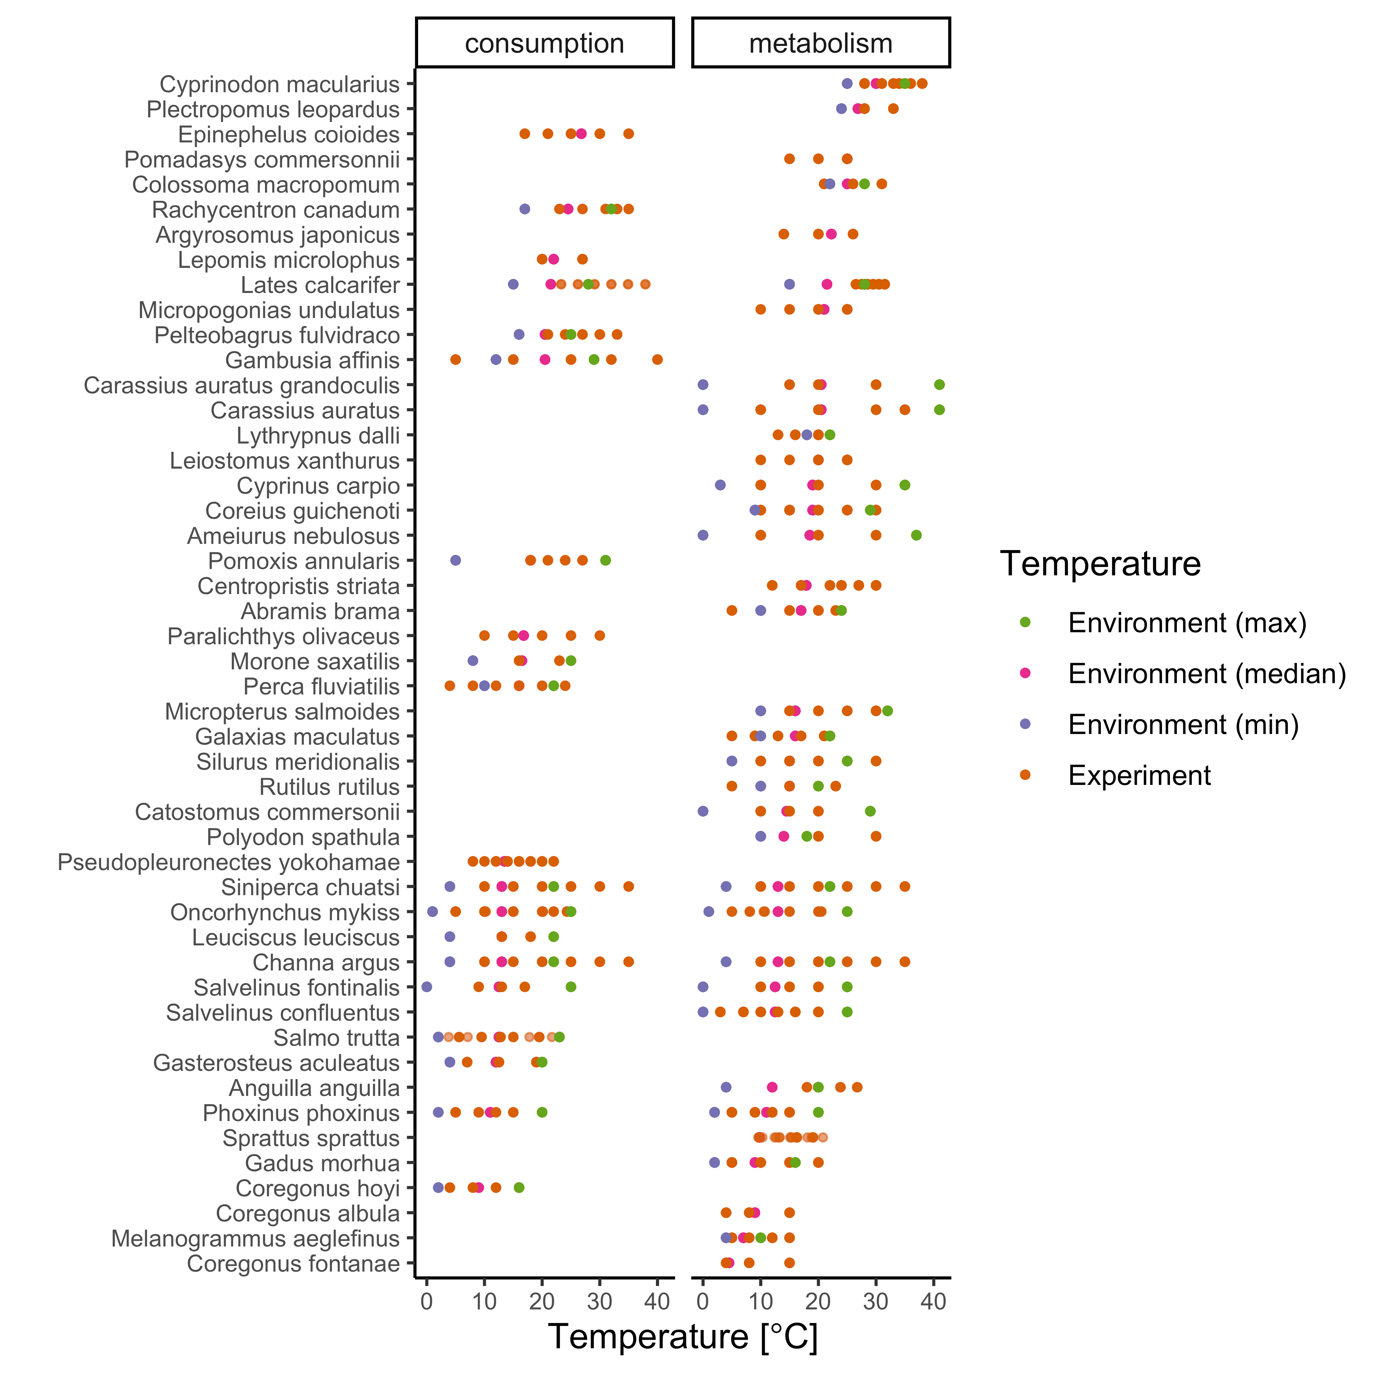 consumption metabolism
Cyprinodon macularius
Plectropomus leopardus
Epinephelus coioides
Pomadasys commersonnii
Colossoma macropomum
Rachycentron canadum
Argyrosomus japonicus
Lepomis microlophus
Lates calcarifer
Micropogonias undulatus
Pelteobagrus fulvidraco
Gambusia affinis
Carassius auratus grandoculis
Carassius auratus
Lythrypnus dalli
Leiostomus xanthurus
Cyprinus carpio
Coreius guichenoti
Ameiurus nebulosus
Pomoxis annularis
Centropristis striata
Abramis brama
Paralichthys olivaceus
Morone saxatilis
Perca fluviatilis
Micropterus salmoides
Galaxias maculatus
Silurus meridionalis
Rutilus rutilus
Catostomus commersonii
Polyodon spathula
Pseudopleuronectes yokohamae
Siniperca chuatsi
Oncorhynchus mykiss
Leuciscus leuciscus
Channa argus
Salvelinus fontinalis
Salvelinus confluentus
Salmo trutta
Gasterosteus aculeatus
Anguilla anguilla
Phoxinus phoxinus
Sprattus sprattus
Gadus morhua
Coregonus hoyi
Coregonus albula
Melanogrammus aeglefinus
Coregonus fontanae
0 10 20 30 40 0 10 20 30 40
Temperature [°C]
Temperature
Environment (max)
Environment (median)
Environment (min)
Experiment